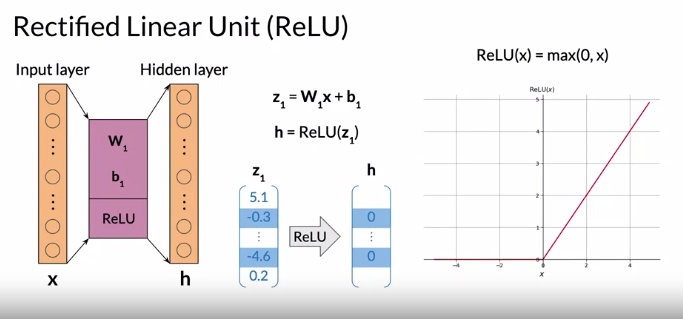 Rectified Linear Unit (ReLU)
ReLU(x) = max(0, x)
Input layer
Hidden layer
W₁
b₁
ReLU
x
h
z₁ = W₁x + b₁
h = ReLU(z₁)
z₁
5.1
-0.3
⋮
-4.6
0.2
ReLU
h
0
⋮
0
ReLU(x)
5
4
3
2
1
0
-4
-2
0
2
4
x